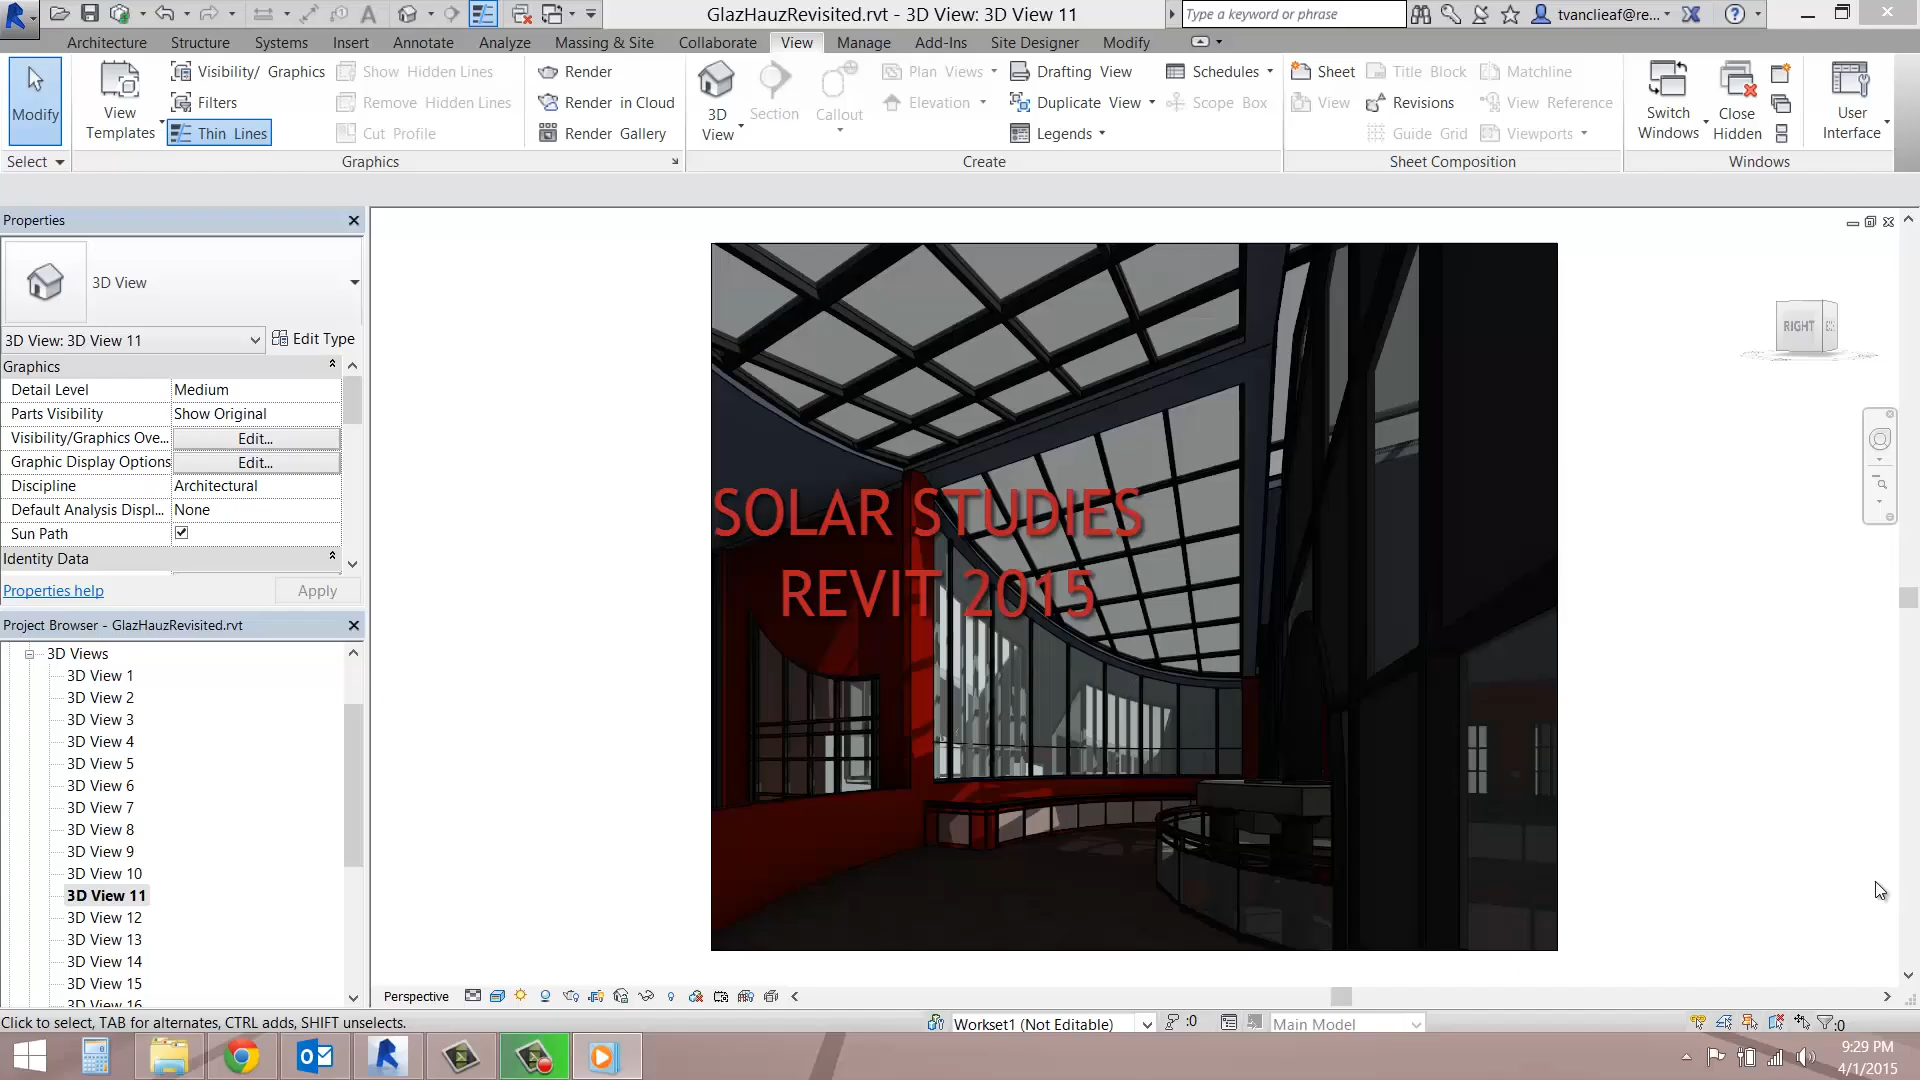 GlazHauzRevisited.rvt - 3D View: 3D View 11
Type a keyword or phrase
tvanclieaf@re...
Architecture Structure Systems Insert Annotate Analyze Massing & Site Collaborate View Manage Add-Ins Site Designer Modify
Modify
View Templates
Visibility/ Graphics
Filters
Thin Lines
Show Hidden Lines
Remove Hidden Lines
Cut Profile
Render
Render in Cloud
Render Gallery
3D View
Section
Callout
Plan Views
Elevation
Drafting View
Duplicate View
Legends
Schedules
Scope Box
Sheet
View
Title Block
Revisions
Guide Grid
Matchline
View Reference
Viewports
Switch Windows
Close Hidden
User Interface
Select Graphics Create Sheet Composition Windows
Properties
3D View
3D View: 3D View 11
Edit Type
Graphics
Detail Level Medium
Parts Visibility Show Original
Visibility/Graphics Ove... Edit...
Graphic Display Options Edit...
Discipline Architectural
Default Analysis Displ... None
Sun Path
Identity Data
Properties help
Apply
Project Browser - GlazHauzRevisited.rvt
3D Views
3D View 1
3D View 2
3D View 3
3D View 4
3D View 5
3D View 6
3D View 7
3D View 8
3D View 9
3D View 10
3D View 11
3D View 12
3D View 13
3D View 14
3D View 15
3D View 16
SOLAR STUDIES
REVIT 2015
RIGHT
Perspective
Click to select, TAB for alternates, CTRL adds, SHIFT unselects.
Workset1 (Not Editable)
:0
Main Model
:0
9:29 PM
4/1/2015